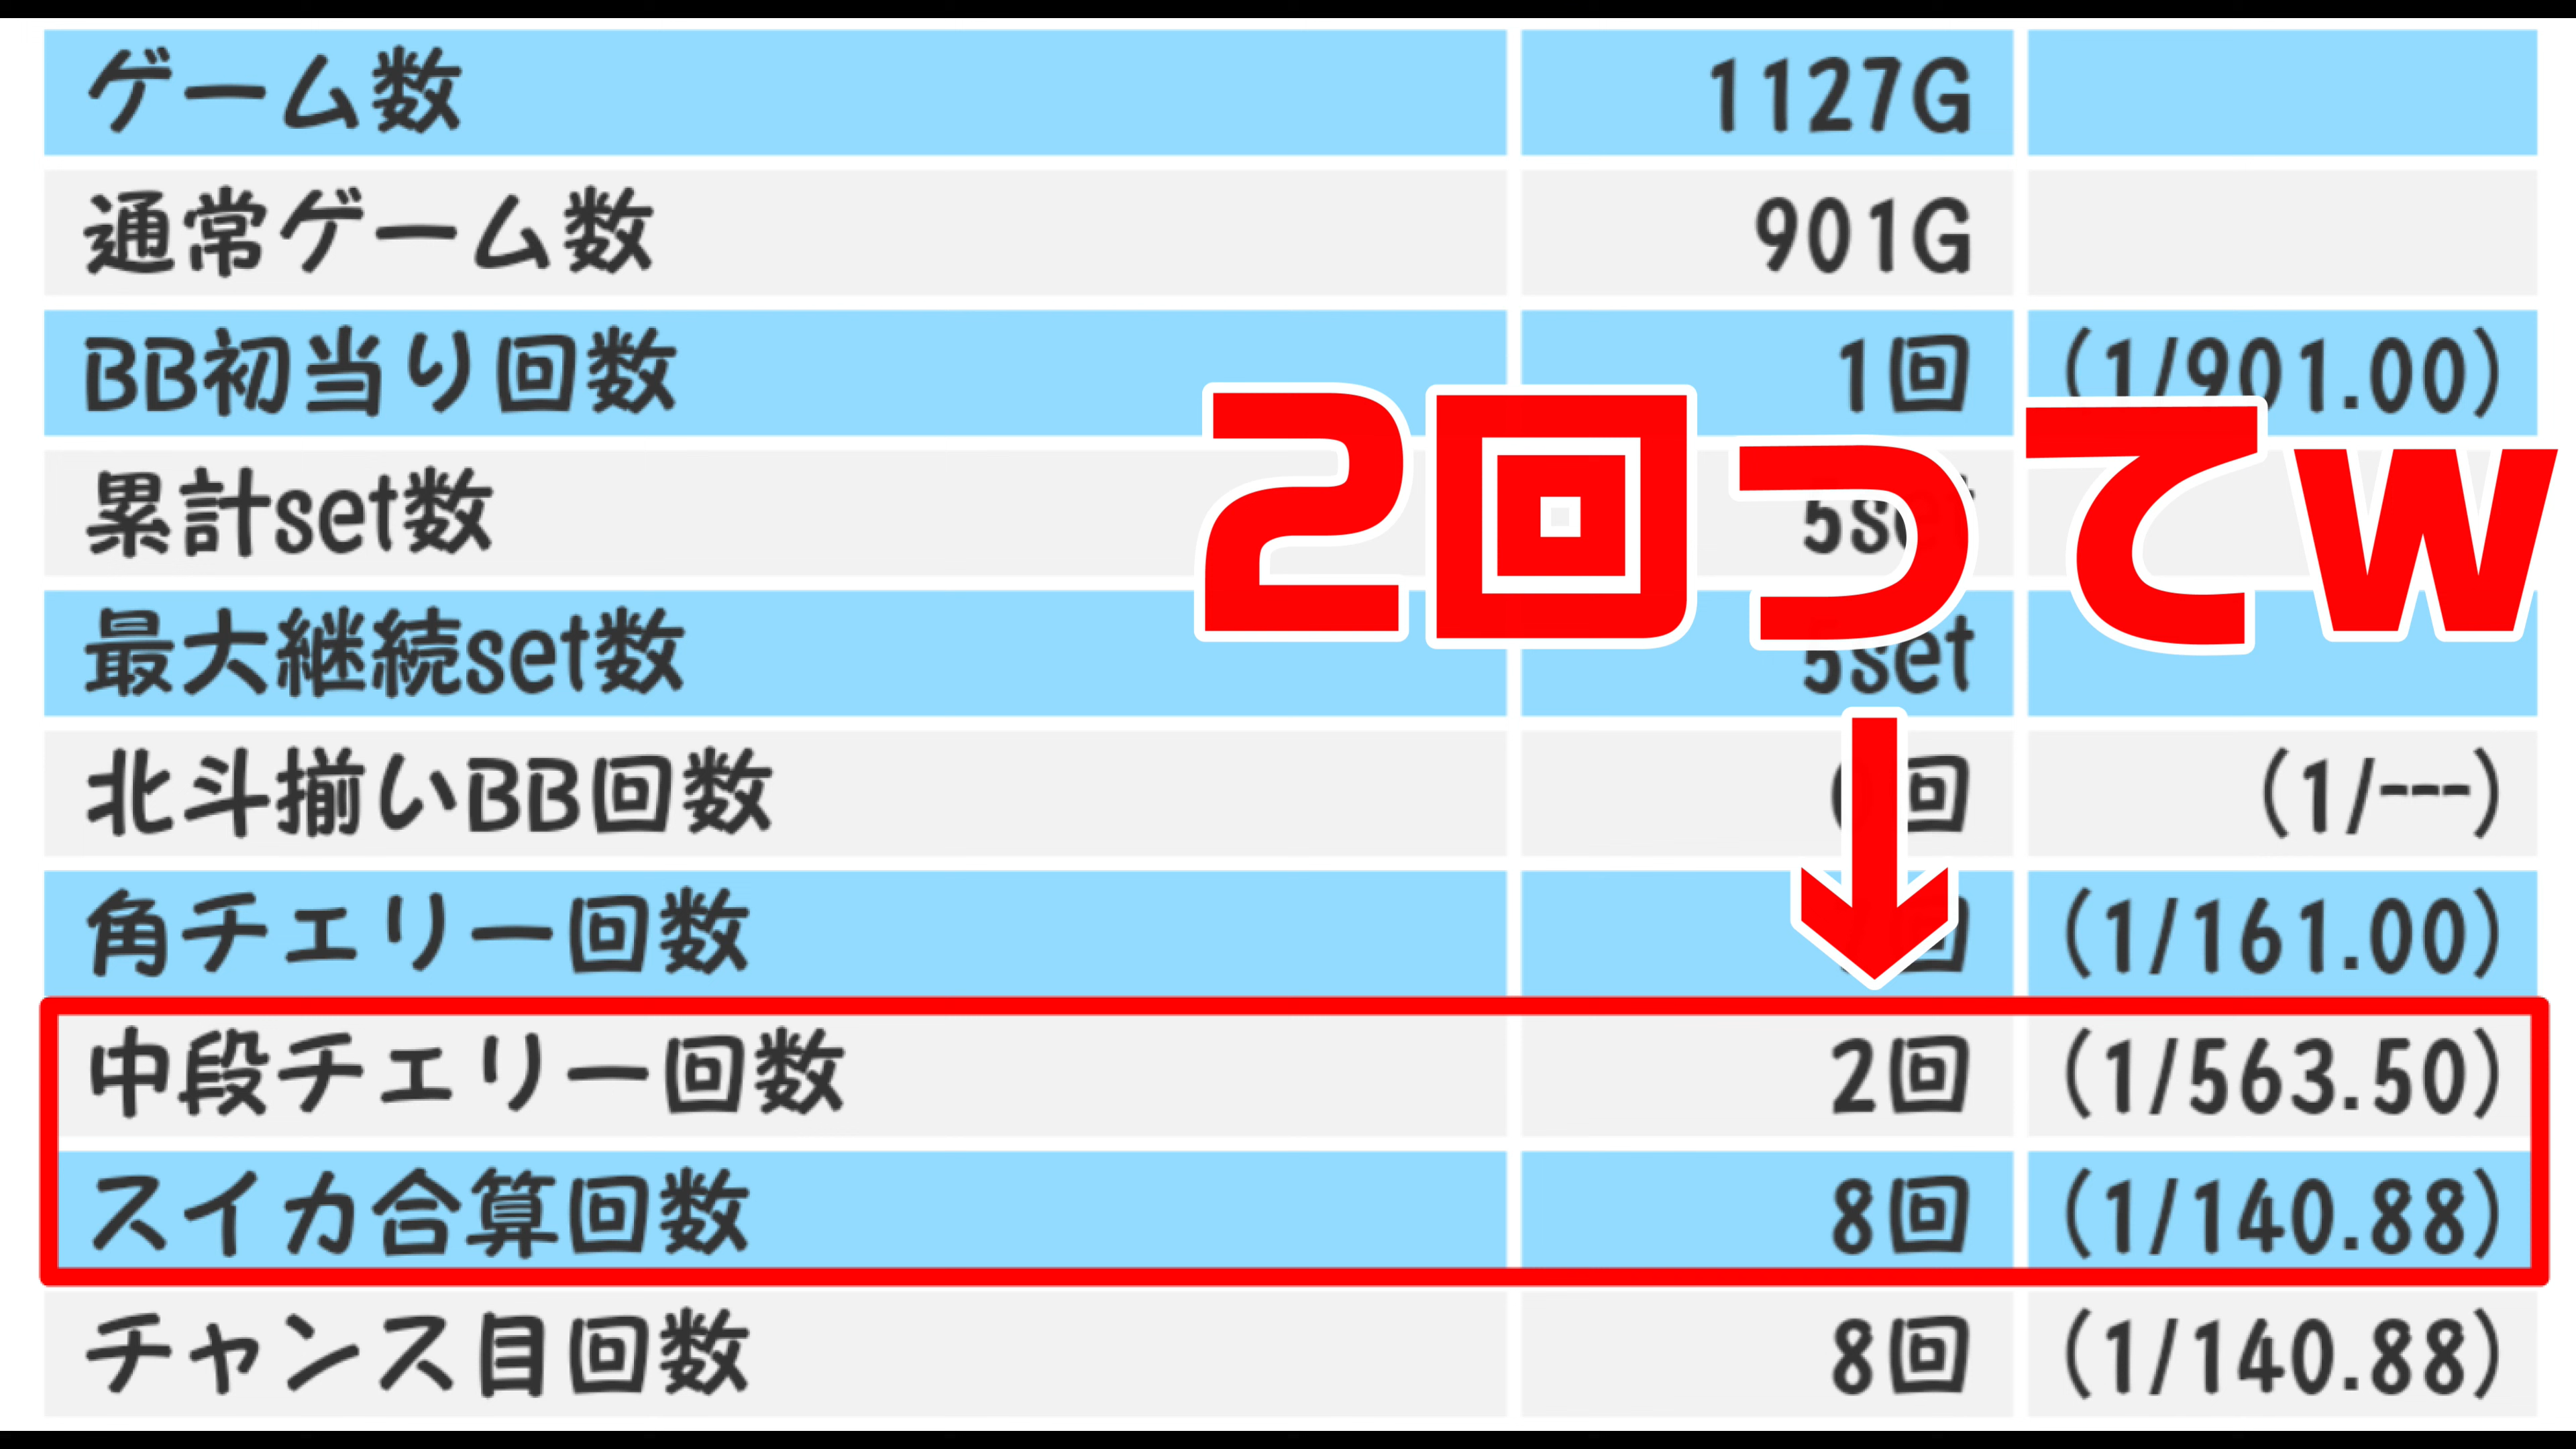 ゲーム数 1127G
通常ゲーム数 901G
BB初当り回数 1回 (1/901.00)
2回ってw
累計set数 5set
最大継続set数 5set
北斗揃いBB回数 回 (1/---)
角チェリー回数 回 (1/161.00)
中段チェリー回数 2回 (1/563.50)
スイカ合算回数 8回 (1/140.88)
チャンス目回数 8回 (1/140.88)